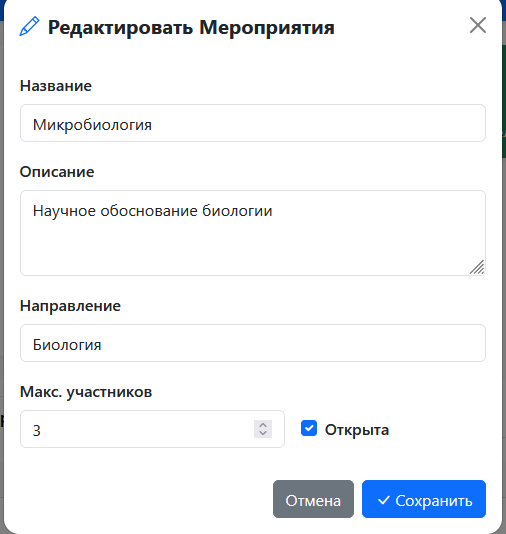 Редактировать Мероприятия
Название
Микробиология
Описание
Научное обоснование биологии
Направление
Биология
Макс. участников
3
Открыта
Отмена
Сохранить